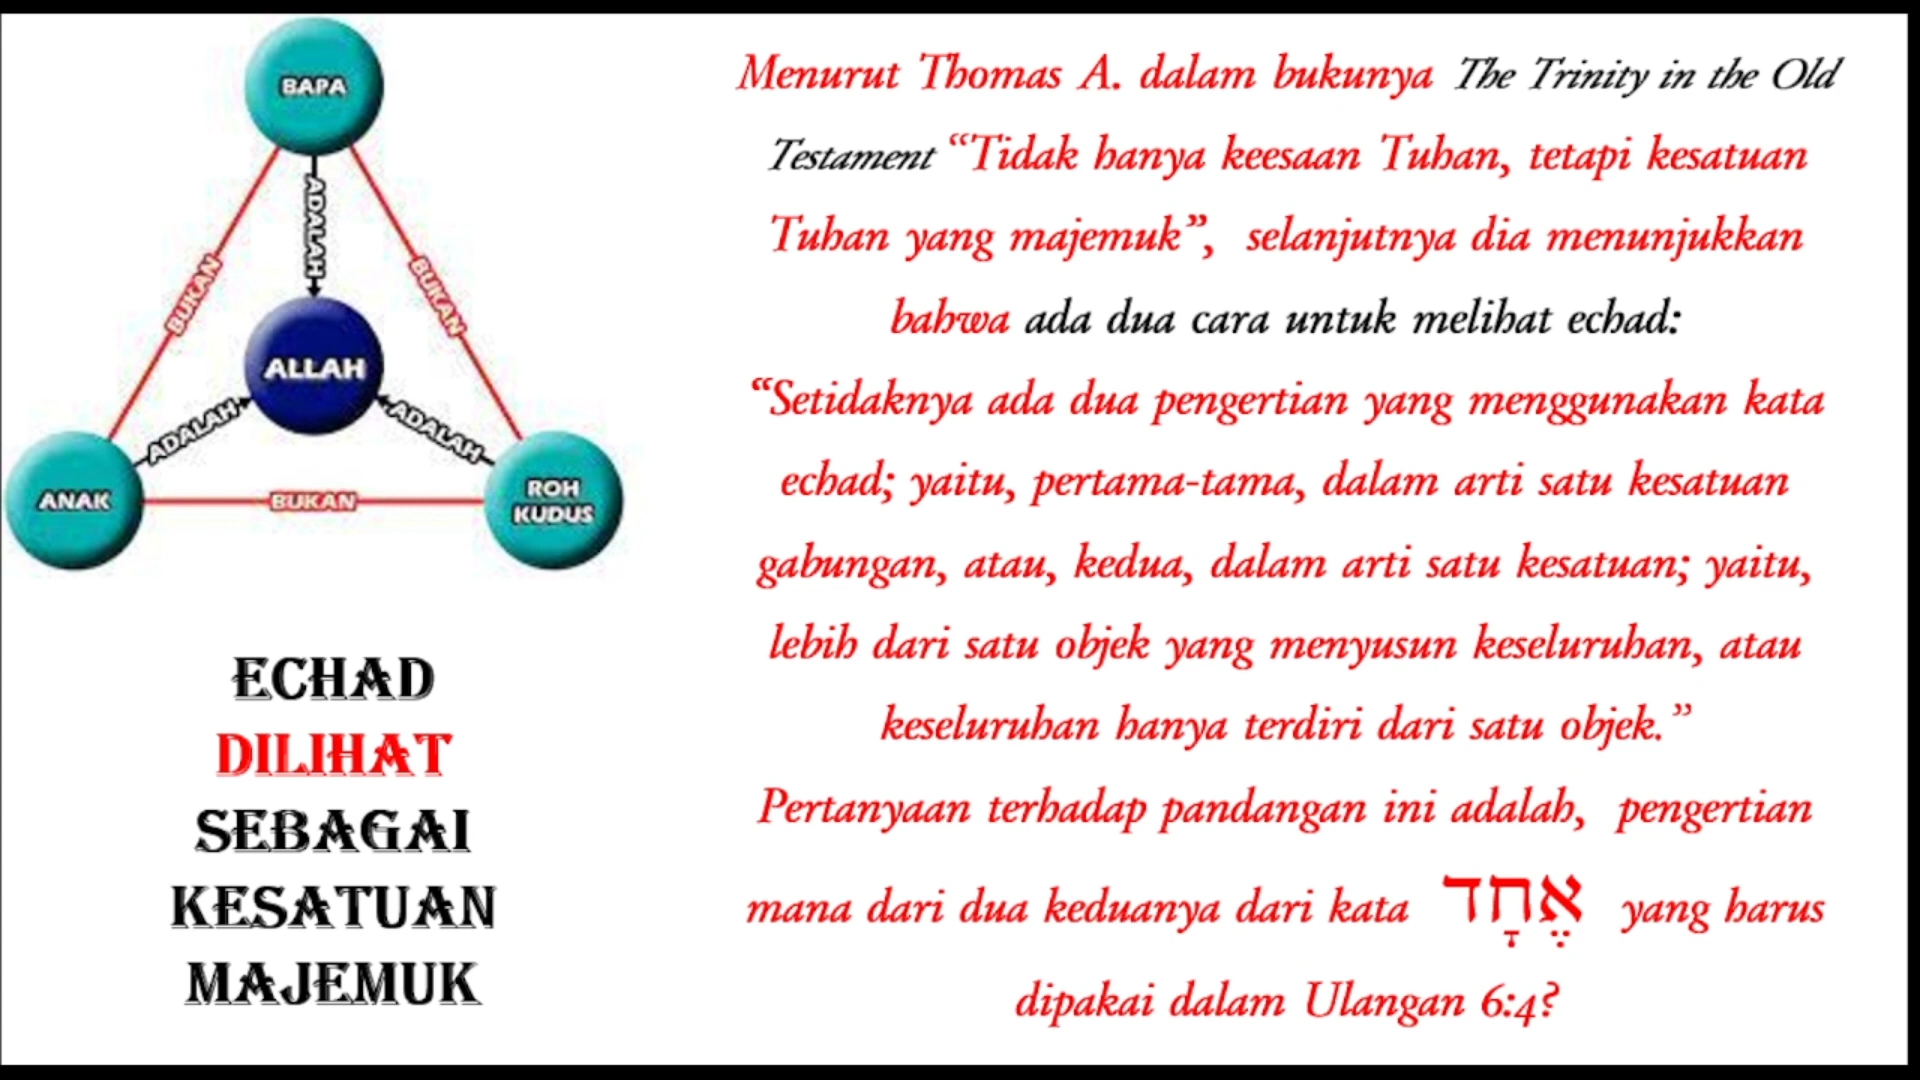 BAPA
ADALAH
BUKAN
BUKAN
ALLAH
ADALAH
ADALAH
ANAK
BUKAN
ROH
KUDUS
ECHAD
DILIHAT
SEBAGAI
KESATUAN
MAJEMUK
Menurut Thomas A. dalam bukunya The Trinity in the Old
Testament “Tidak hanya keesaan Tuhan, tetapi kesatuan
Tuhan yang majemuk”, selanjutnya dia menunjukkan
bahwa ada dua cara untuk melihat echad:
“Setidaknya ada dua pengertian yang menggunakan kata
echad; yaitu, pertama-tama, dalam arti satu kesatuan
gabungan, atau, kedua, dalam arti satu kesatuan; yaitu,
lebih dari satu objek yang menyusun keseluruhan, atau
keseluruhan hanya terdiri dari satu objek.”
Pertanyaan terhadap pandangan ini adalah, pengertian
mana dari dua keduanya dari kata אֶחָד yang harus
dipakai dalam Ulangan 6:4?